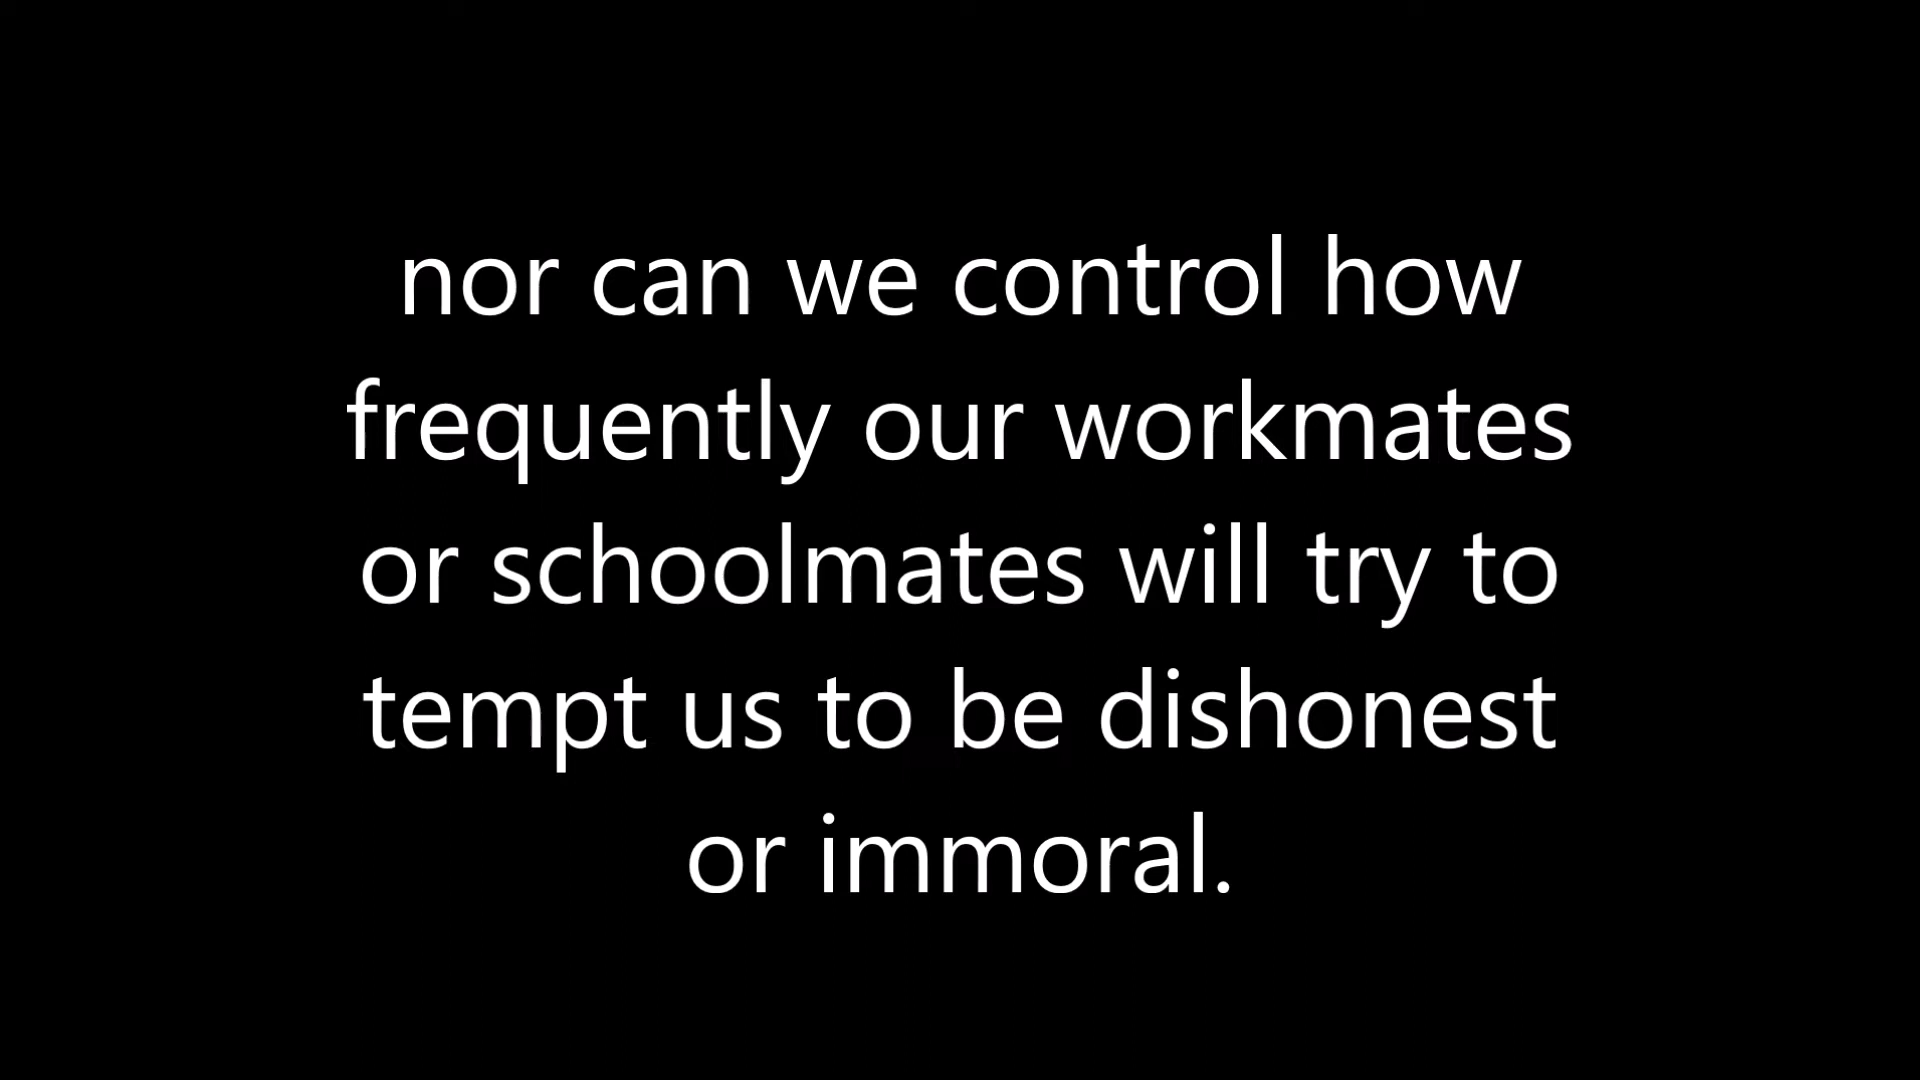 nor can we control how
frequently our workmates
or schoolmates will try to
tempt us to be dishonest
or immoral.